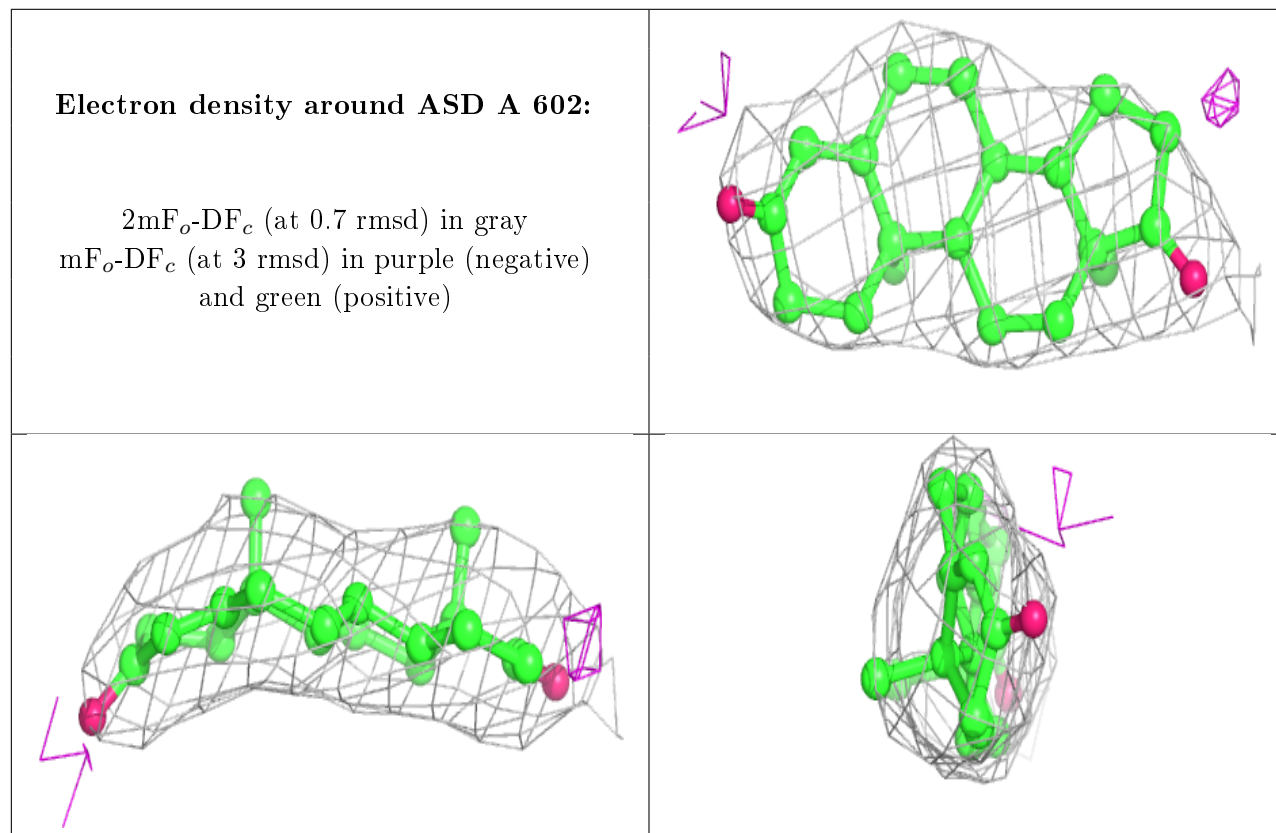 Electron density around ASD A 602:
2mFₒ-DF𝑐 (at 0.7 rmsd) in gray
mFₒ-DF𝑐 (at 3 rmsd) in purple (negative)
and green (positive)